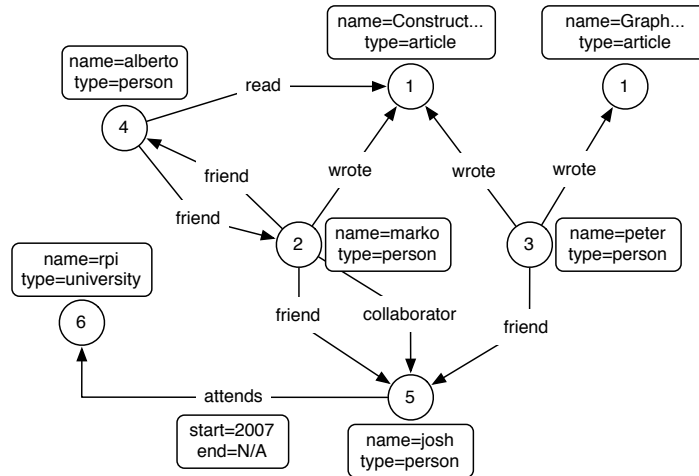 name=Construct...
type=article
name=Graph...
type=article
name=alberto
type=person
read
1
1
4
friend
wrote
wrote
wrote
friend
name=rpi
type=university
2
name=marko
type=person
3
name=peter
type=person
6
friend
collaborator
friend
attends
5
start=2007
end=N/A
name=josh
type=person